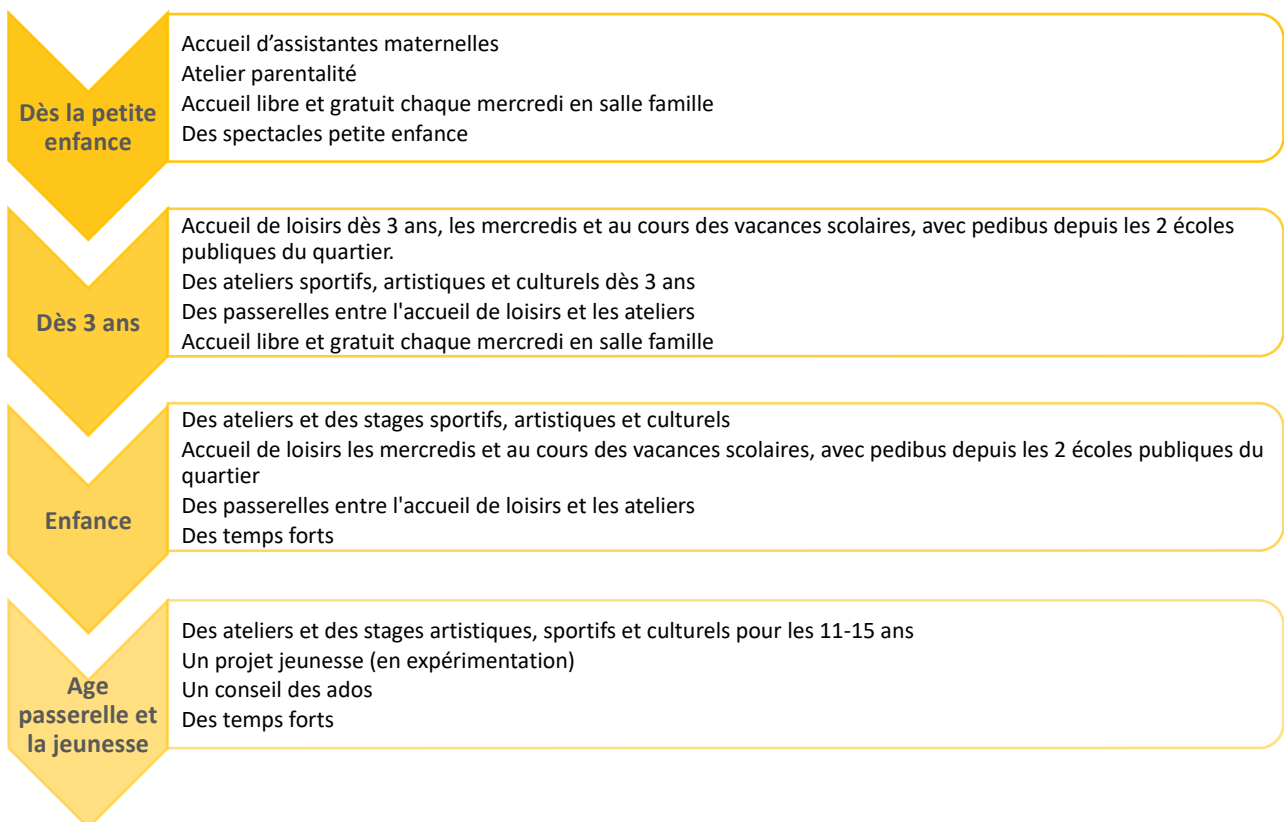 Dès la petite
enfance
Accueil d’assistantes maternelles
Atelier parentalité
Accueil libre et gratuit chaque mercredi en salle famille
Des spectacles petite enfance
Dès 3 ans
Accueil de loisirs dès 3 ans, les mercredis et au cours des vacances scolaires, avec pedibus depuis les 2 écoles
publiques du quartier.
Des ateliers sportifs, artistiques et culturels dès 3 ans
Des passerelles entre l'accueil de loisirs et les ateliers
Accueil libre et gratuit chaque mercredi en salle famille
Enfance
Des ateliers et des stages sportifs, artistiques et culturels
Accueil de loisirs les mercredis et au cours des vacances scolaires, avec pedibus depuis les 2 écoles publiques du
quartier
Des passerelles entre l'accueil de loisirs et les ateliers
Des temps forts
Age
passerelle et
la jeunesse
Des ateliers et des stages artistiques, sportifs et culturels pour les 11-15 ans
Un projet jeunesse (en expérimentation)
Un conseil des ados
Des temps forts